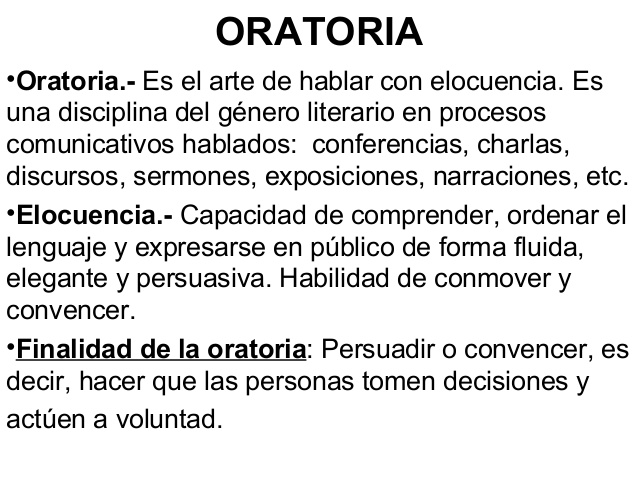 ORATORIA
•Oratoria.- Es el arte de hablar con elocuencia. Es
una disciplina del género literario en procesos
comunicativos hablados:  conferencias, charlas,
discursos, sermones, exposiciones, narraciones, etc.
•Elocuencia.- Capacidad de comprender, ordenar el
lenguaje y expresarse en público de forma fluida,
elegante y persuasiva. Habilidad de conmover y
convencer.
•Finalidad de la oratoria: Persuadir o convencer, es
decir, hacer que las personas tomen decisiones y
actúen a voluntad.